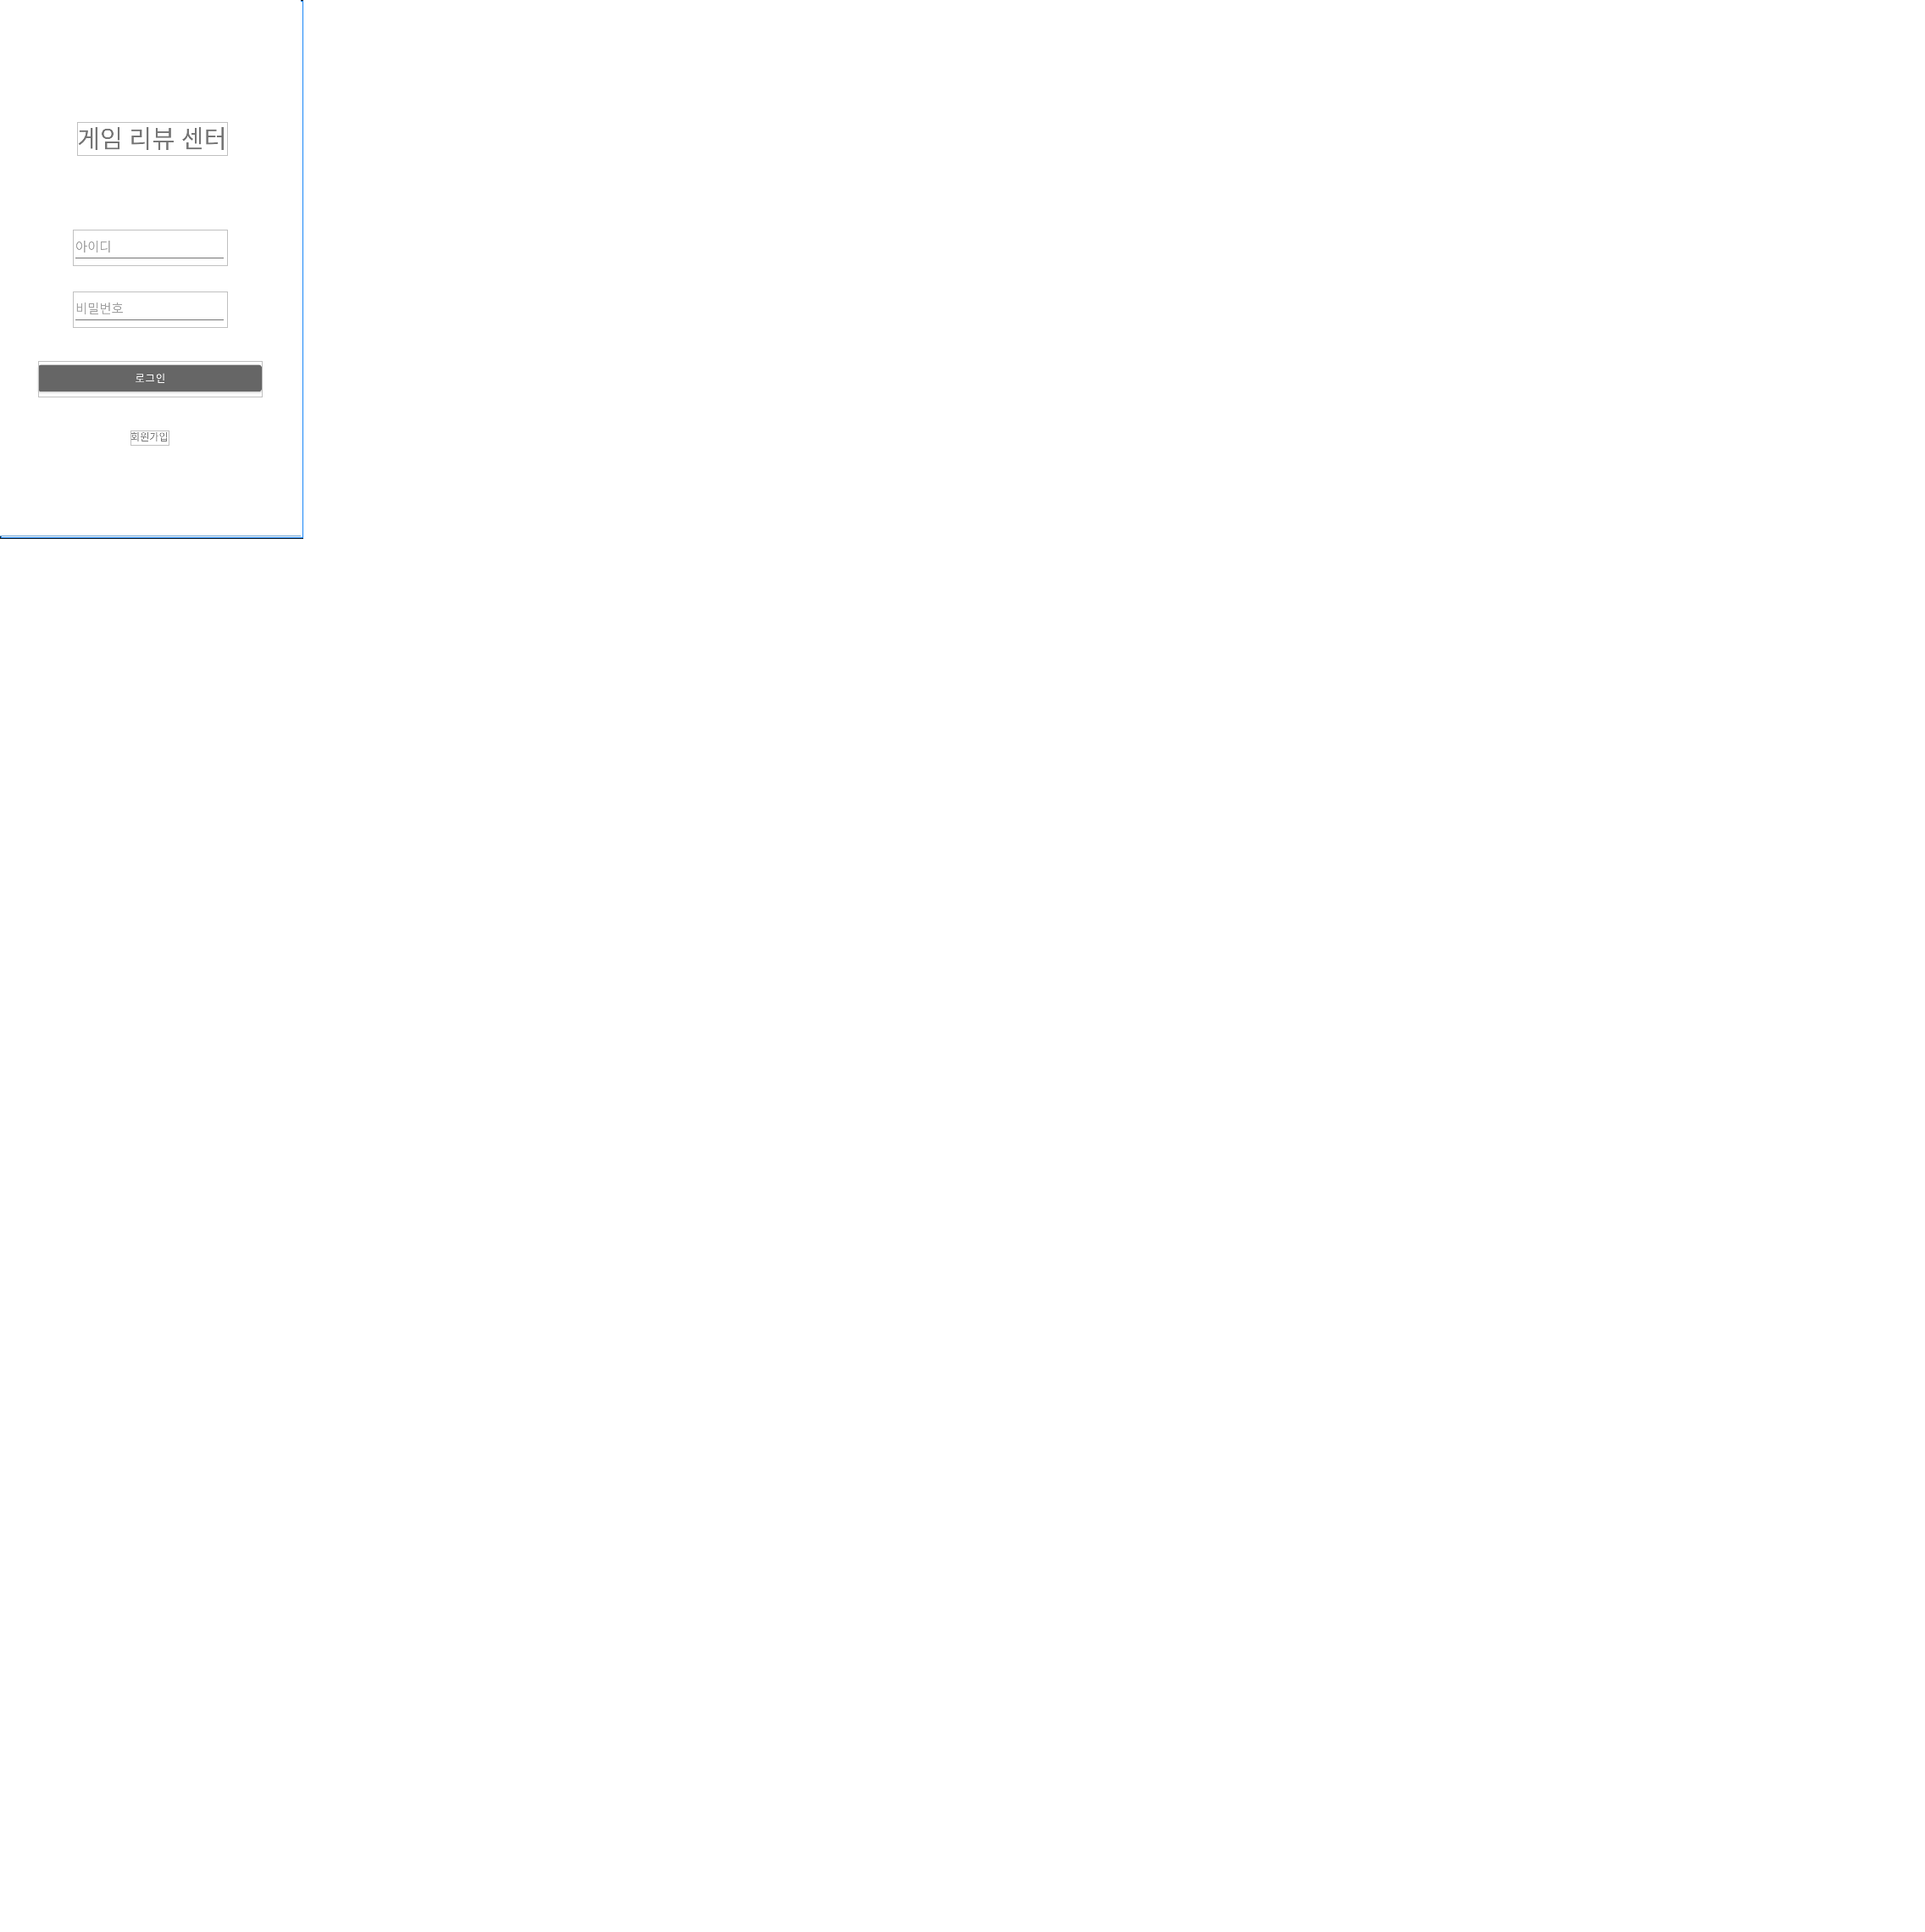 게임 리뷰 센터
아이디
비밀번호
로그인
회원가입